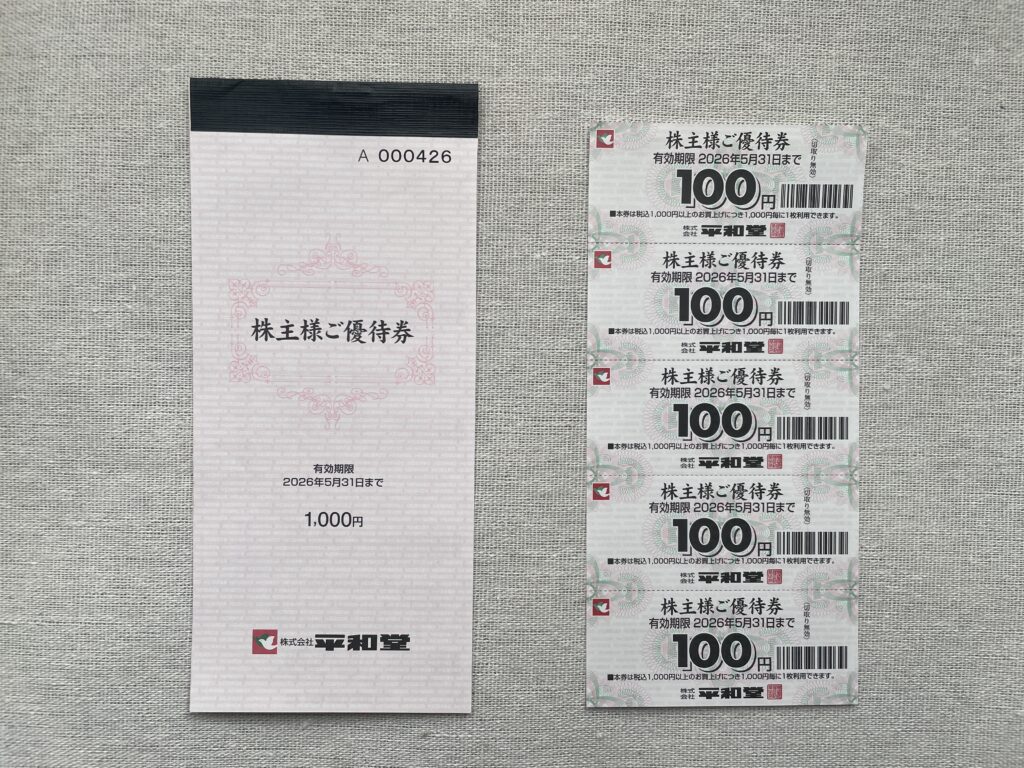 A 000426
株主様ご優待券
有効期限
2026年5月31日まで
1,000円
株式会社 平和堂
株主様ご優待券
有効期限 2026年5月31日まで
(切取り無効)
100円
■本券は税込1,000円以上のお買上げにつき1,000円毎に1枚利用できます。
株式会社 平和堂
株主様ご優待券
有効期限 2026年5月31日まで
(切取り無効)
100円
■本券は税込1,000円以上のお買上げにつき1,000円毎に1枚利用できます。
株式会社 平和堂
株主様ご優待券
有効期限 2026年5月31日まで
(切取り無効)
100円
■本券は税込1,000円以上のお買上げにつき1,000円毎に1枚利用できます。
株式会社 平和堂
株主様ご優待券
有効期限 2026年5月31日まで
(切取り無効)
100円
■本券は税込1,000円以上のお買上げにつき1,000円毎に1枚利用できます。
株式会社 平和堂
株主様ご優待券
有効期限 2026年5月31日まで
(切取り無効)
100円
■本券は税込1,000円以上のお買上げにつき1,000円毎に1枚利用できます。
株式会社 平和堂